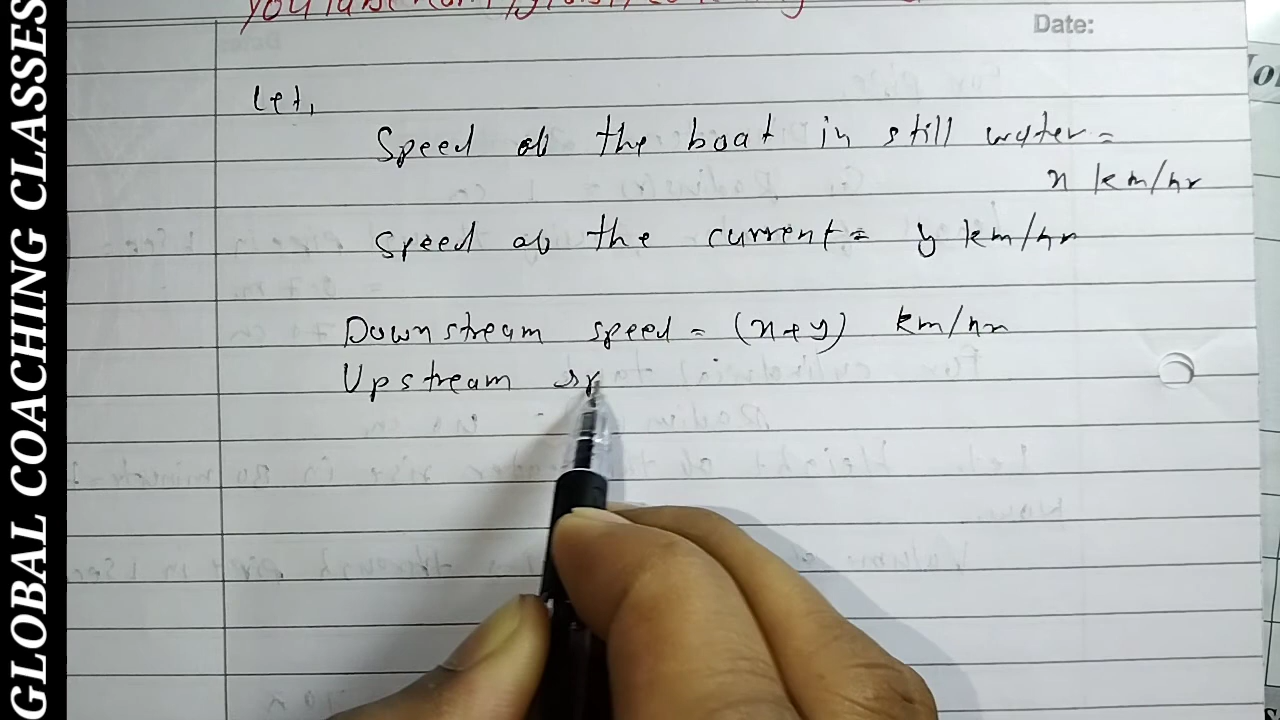 GLOBAL COACHING CLASSES
Date:
Let,
Speed of the boat in still water =
x km/hr
Speed of the current = y km/hr
Downstream speed = (x+y) km/hr
Upstream sp